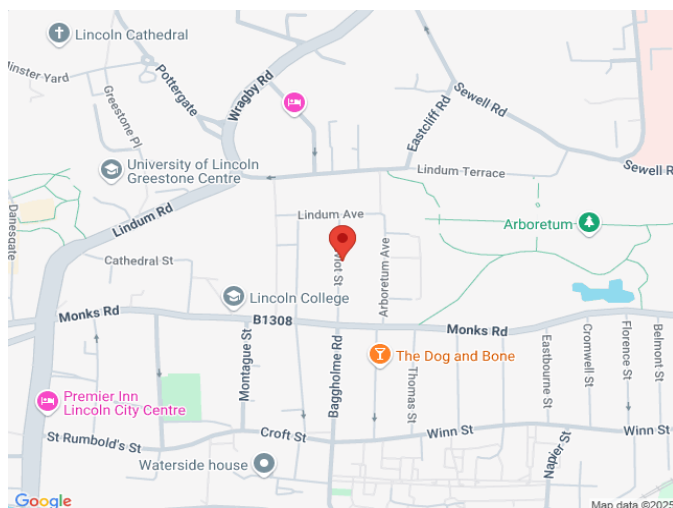 Lincoln Cathedral
Minster Yard
Pottergate
Greestone Pl
Wragby Rd
Sewell Rd
Eastcliff Rd
University of Lincoln
Greestone Centre
Lindum Terrace
Sewell R
Danesgate
Lindum Rd
Lindum Ave
Arboretum
Cathedral St
Arboretum Ave
Lincoln College
Monks Rd
B1308
Monks Rd
Montague St
Baggholme Rd
The Dog and Bone
Thomas St
Eastbourne St
Cromwell St
Florence St
Belmont St
Premier Inn
Lincoln City Centre
St Rumbold's St
Croft St
Winn St
Winn St
Napier St
Waterside house
Google
Map data ©2025